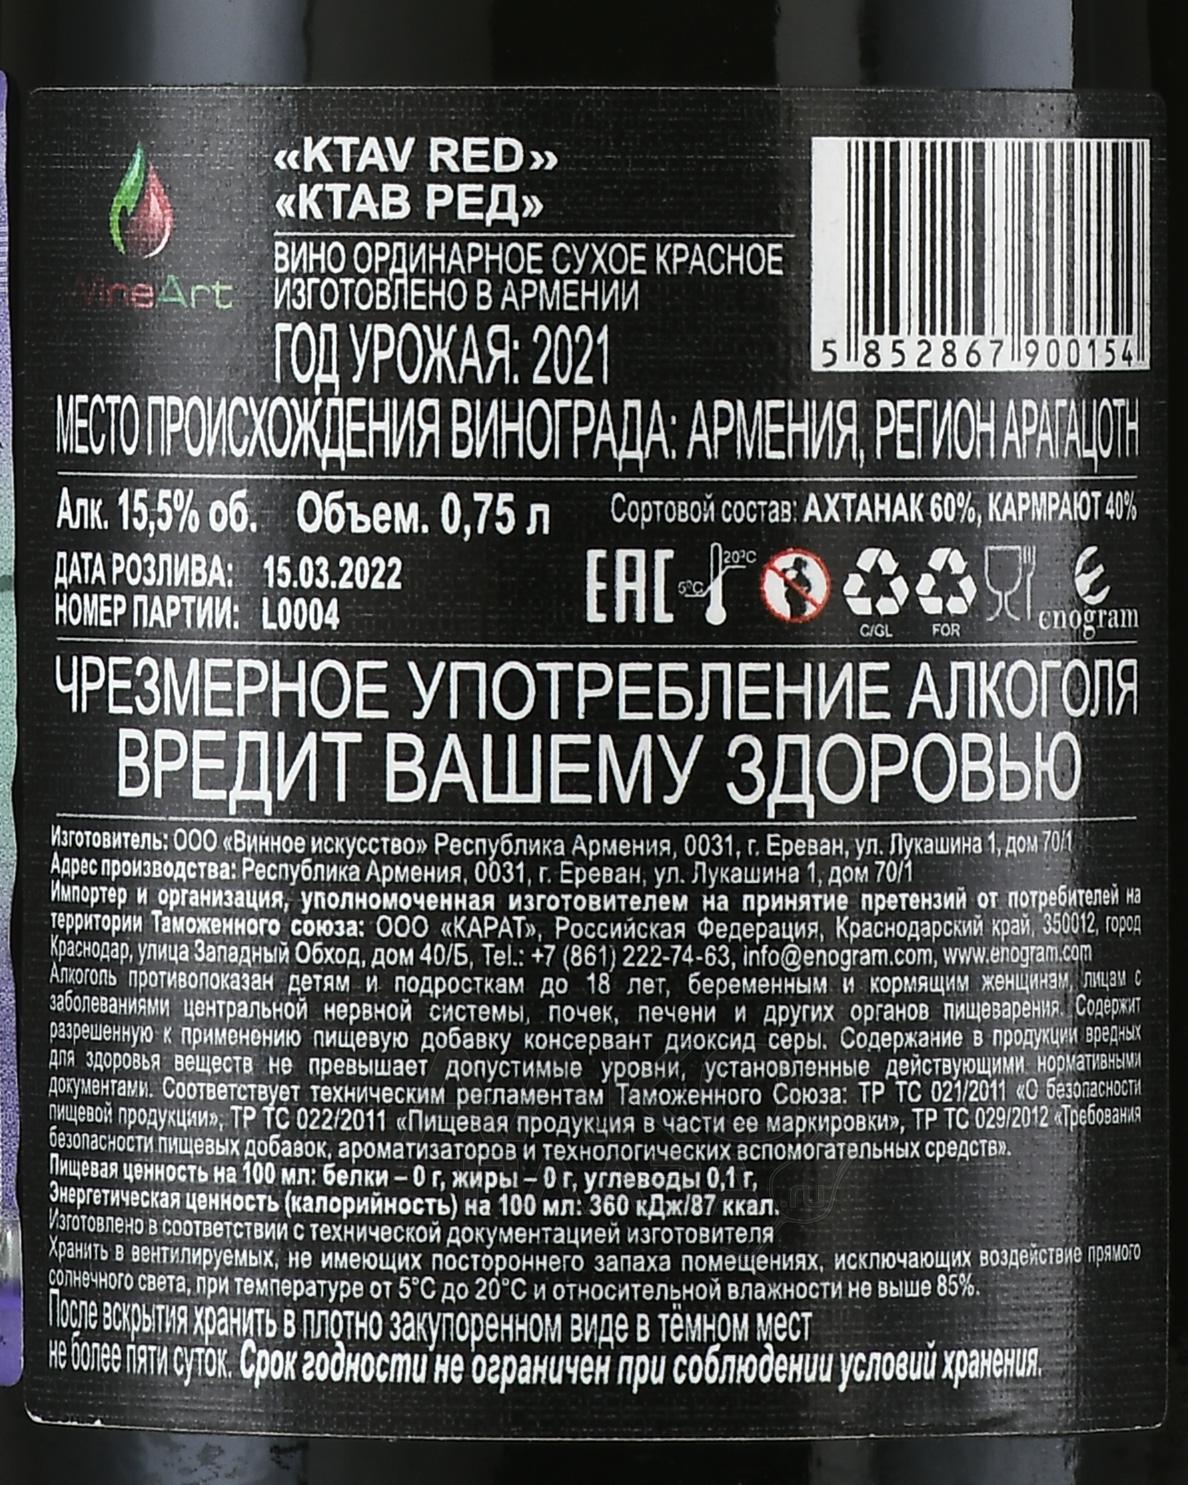 «KTAV RED»
«КТАВ РЕД»
ВИНО ОРДИНАРНОЕ СУХОЕ КРАСНОЕ
ИЗГОТОВЛЕНО В АРМЕНИИ
ГОД УРОЖАЯ: 2021
VineArt
5 852867 900154
МЕСТО ПРОИСХОЖДЕНИЯ ВИНОГРАДА: АРМЕНИЯ, РЕГИОН АРАГАЦОТН
Алк. 15,5% об. Объем. 0,75 л
Сортовой состав: АХТАНАК 60%, КАРМРАЮТ 40%
ДАТА РОЗЛИВА: 15.03.2022
НОМЕР ПАРТИИ: L0004
EAC 5°C 20°C
C/GL FOR
enogram
ЧРЕЗМЕРНОЕ УПОТРЕБЛЕНИЕ АЛКОГОЛЯ
ВРЕДИТ ВАШЕМУ ЗДОРОВЬЮ
Изготовитель: ООО «Винное искусство» Республика Армения, 0031, г. Ереван, ул. Лукашина 1, дом 70/1
Адрес производства: Республика Армения, 0031, г. Ереван, ул. Лукашина 1, дом 70/1
Импортер и организация, уполномоченная изготовителем на принятие претензий от потребителей на
территории Таможенного союза: ООО «КАРАТ», Российская Федерация, Краснодарский край, 350012, город
Краснодар, улица Западный Обход, дом 40/Б, Tel.: +7 (861) 222-74-63, info@enogram.com, www.enogram.com
Алкоголь противопоказан детям и подросткам до 18 лет, беременным и кормящим женщинам, лицам с
заболеваниями центральной нервной системы, почек, печени и других органов пищеварения. Содержит
разрешенную к применению пищевую добавку консервант диоксид серы. Содержание в продукции вредных
для здоровья веществ не превышает допустимые уровни, установленные действующими нормативными
документами. Соответствует техническим регламентам Таможенного Союза: ТР ТС 021/2011 «О безопасности
пищевой продукции», ТР ТС 022/2011 «Пищевая продукция в части ее маркировки», ТР ТС 029/2012 «Требования
безопасности пищевых добавок, ароматизаторов и технологических вспомогательных средств».
Пищевая ценность на 100 мл: белки – 0 г, жиры – 0 г, углеводы 0,1 г,
Энергетическая ценность (калорийность) на 100 мл: 360 кДж/87 ккал.
Изготовлено в соответствии с технической документацией изготовителя
Хранить в вентилируемых, не имеющих постороннего запаха помещениях, исключающих воздействие прямого
солнечного света, при температуре от 5°C до 20°C и относительной влажности не выше 85%.
После вскрытия хранить в плотно закупоренном виде в тёмном мест
не более пяти суток. Срок годности не ограничен при соблюдении условий хранения.